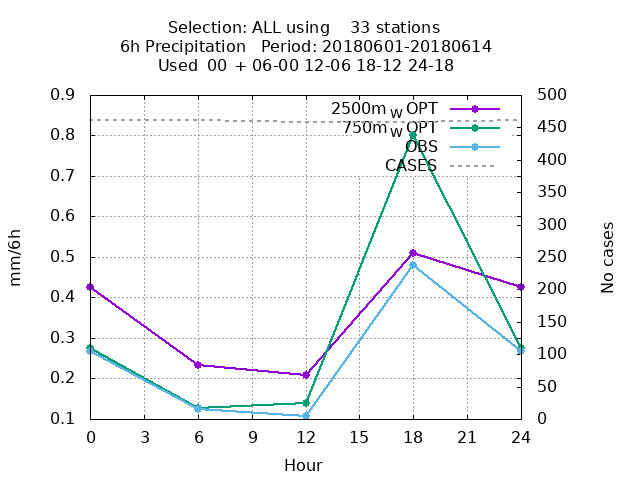 Selection: ALL using    33 stations
6h Precipitation   Period: 20180601-20180614
Used  00 + 06-00 12-06 18-12 24-18
0.9
0.8
0.7
0.6
0.5
0.4
0.3
0.2
0.1
mm/6h
2500m W OPT
750m W OPT
OBS
CASES
500
450
400
350
300
250
200
150
100
50
0
No cases
0 3 6 9 12 15 18 21 24
Hour